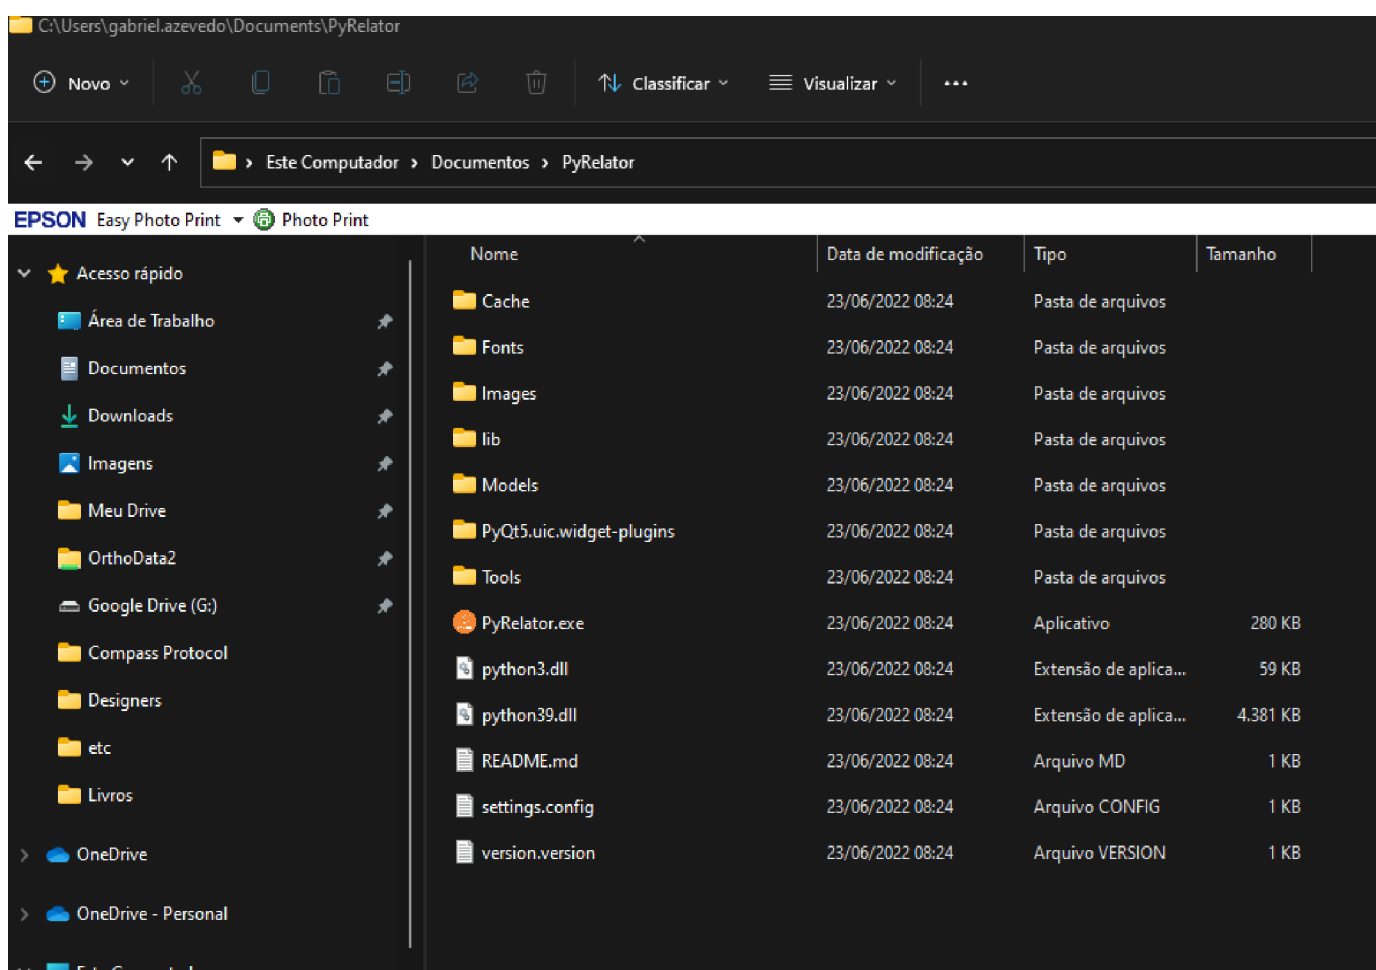 C:\Users\gabriel.azevedo\Documents\PyRelator
Novo Classificar Visualizar
Este Computador > Documentos > PyRelator
EPSON Easy Photo Print Photo Print
Nome Data de modificação Tipo Tamanho
Acesso rápido
Área de Trabalho
Documentos
Downloads
Imagens
Meu Drive
OrthoData2
Google Drive (G:)
Compass Protocol
Designers
etc
Livros
OneDrive
OneDrive - Personal
Cache 23/06/2022 08:24 Pasta de arquivos
Fonts 23/06/2022 08:24 Pasta de arquivos
Images 23/06/2022 08:24 Pasta de arquivos
lib 23/06/2022 08:24 Pasta de arquivos
Models 23/06/2022 08:24 Pasta de arquivos
PyQt5.uic.widget-plugins 23/06/2022 08:24 Pasta de arquivos
Tools 23/06/2022 08:24 Pasta de arquivos
PyRelator.exe 23/06/2022 08:24 Aplicativo 280 KB
python3.dll 23/06/2022 08:24 Extensão de aplica... 59 KB
python39.dll 23/06/2022 08:24 Extensão de aplica... 4.381 KB
README.md 23/06/2022 08:24 Arquivo MD 1 KB
settings.config 23/06/2022 08:24 Arquivo CONFIG 1 KB
version.version 23/06/2022 08:24 Arquivo VERSION 1 KB